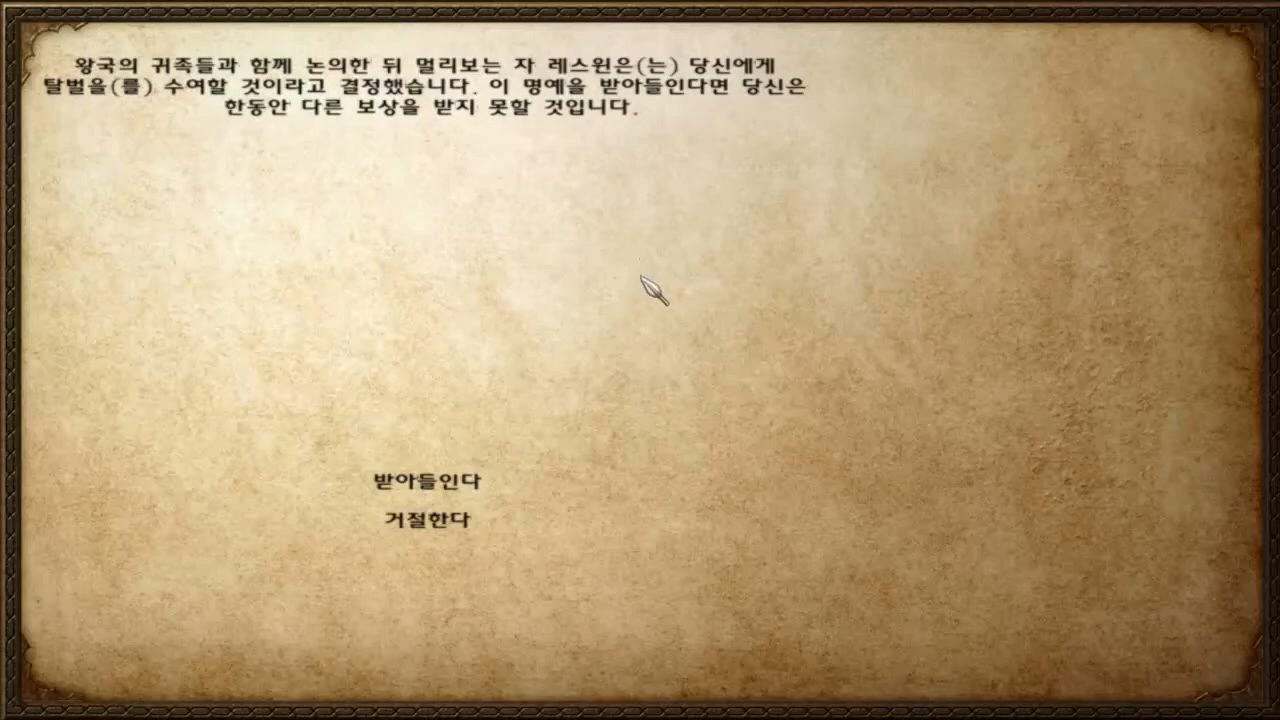 왕국의 귀족들과 함께 논의한 뒤 멀리보는 자 레스윈은(는) 당신에게
탈벌을(를) 수여할 것이라고 결정했습니다. 이 명예을 받아들인다면 당신은
한동안 다른 보상을 받지 못할 것입니다.
받아들인다
거절한다